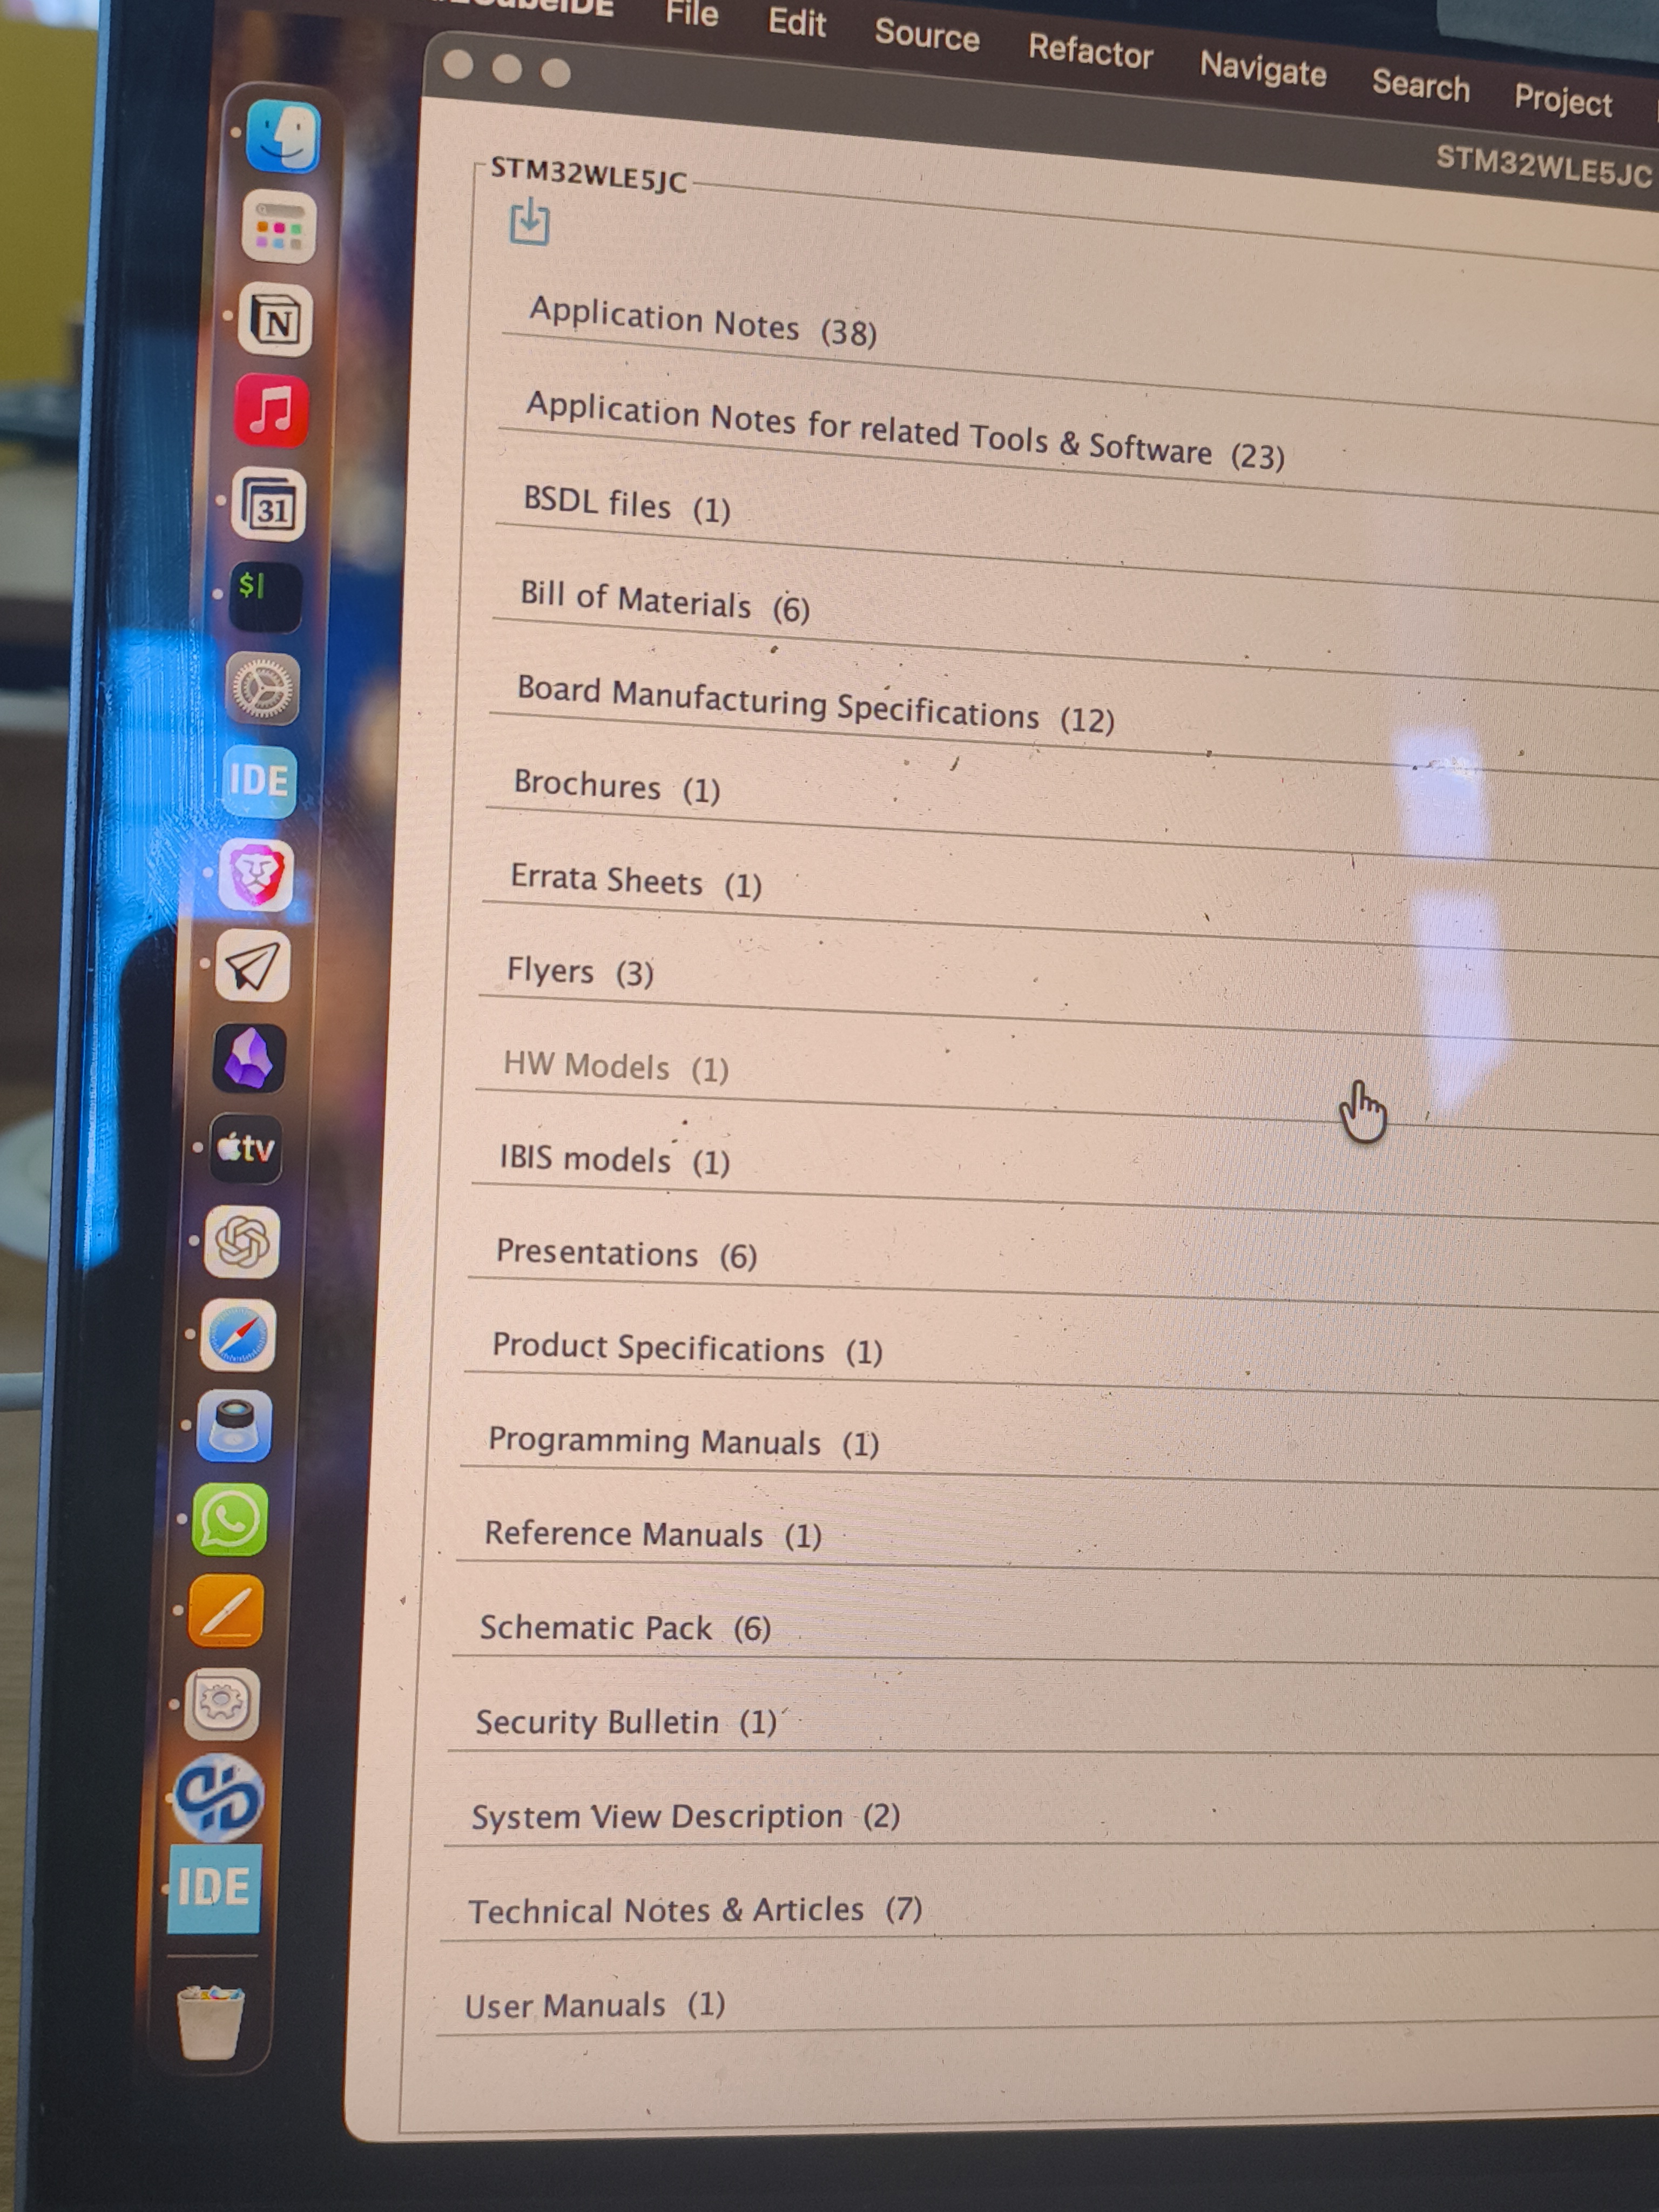 File Edit Source Refactor Navigate Search Project
STM32WLE5JC
STM32WLE5JC
Application Notes (38)
Application Notes for related Tools & Software (23)
BSDL files (1)
Bill of Materials (6)
Board Manufacturing Specifications (12)
Brochures (1)
Errata Sheets (1)
Flyers (3)
HW Models (1)
IBIS models (1)
Presentations (6)
Product Specifications (1)
Programming Manuals (1)
Reference Manuals (1)
Schematic Pack (6)
Security Bulletin (1)
System View Description (2)
Technical Notes & Articles (7)
User Manuals (1)
N
31
$
IDE
tv
IDE